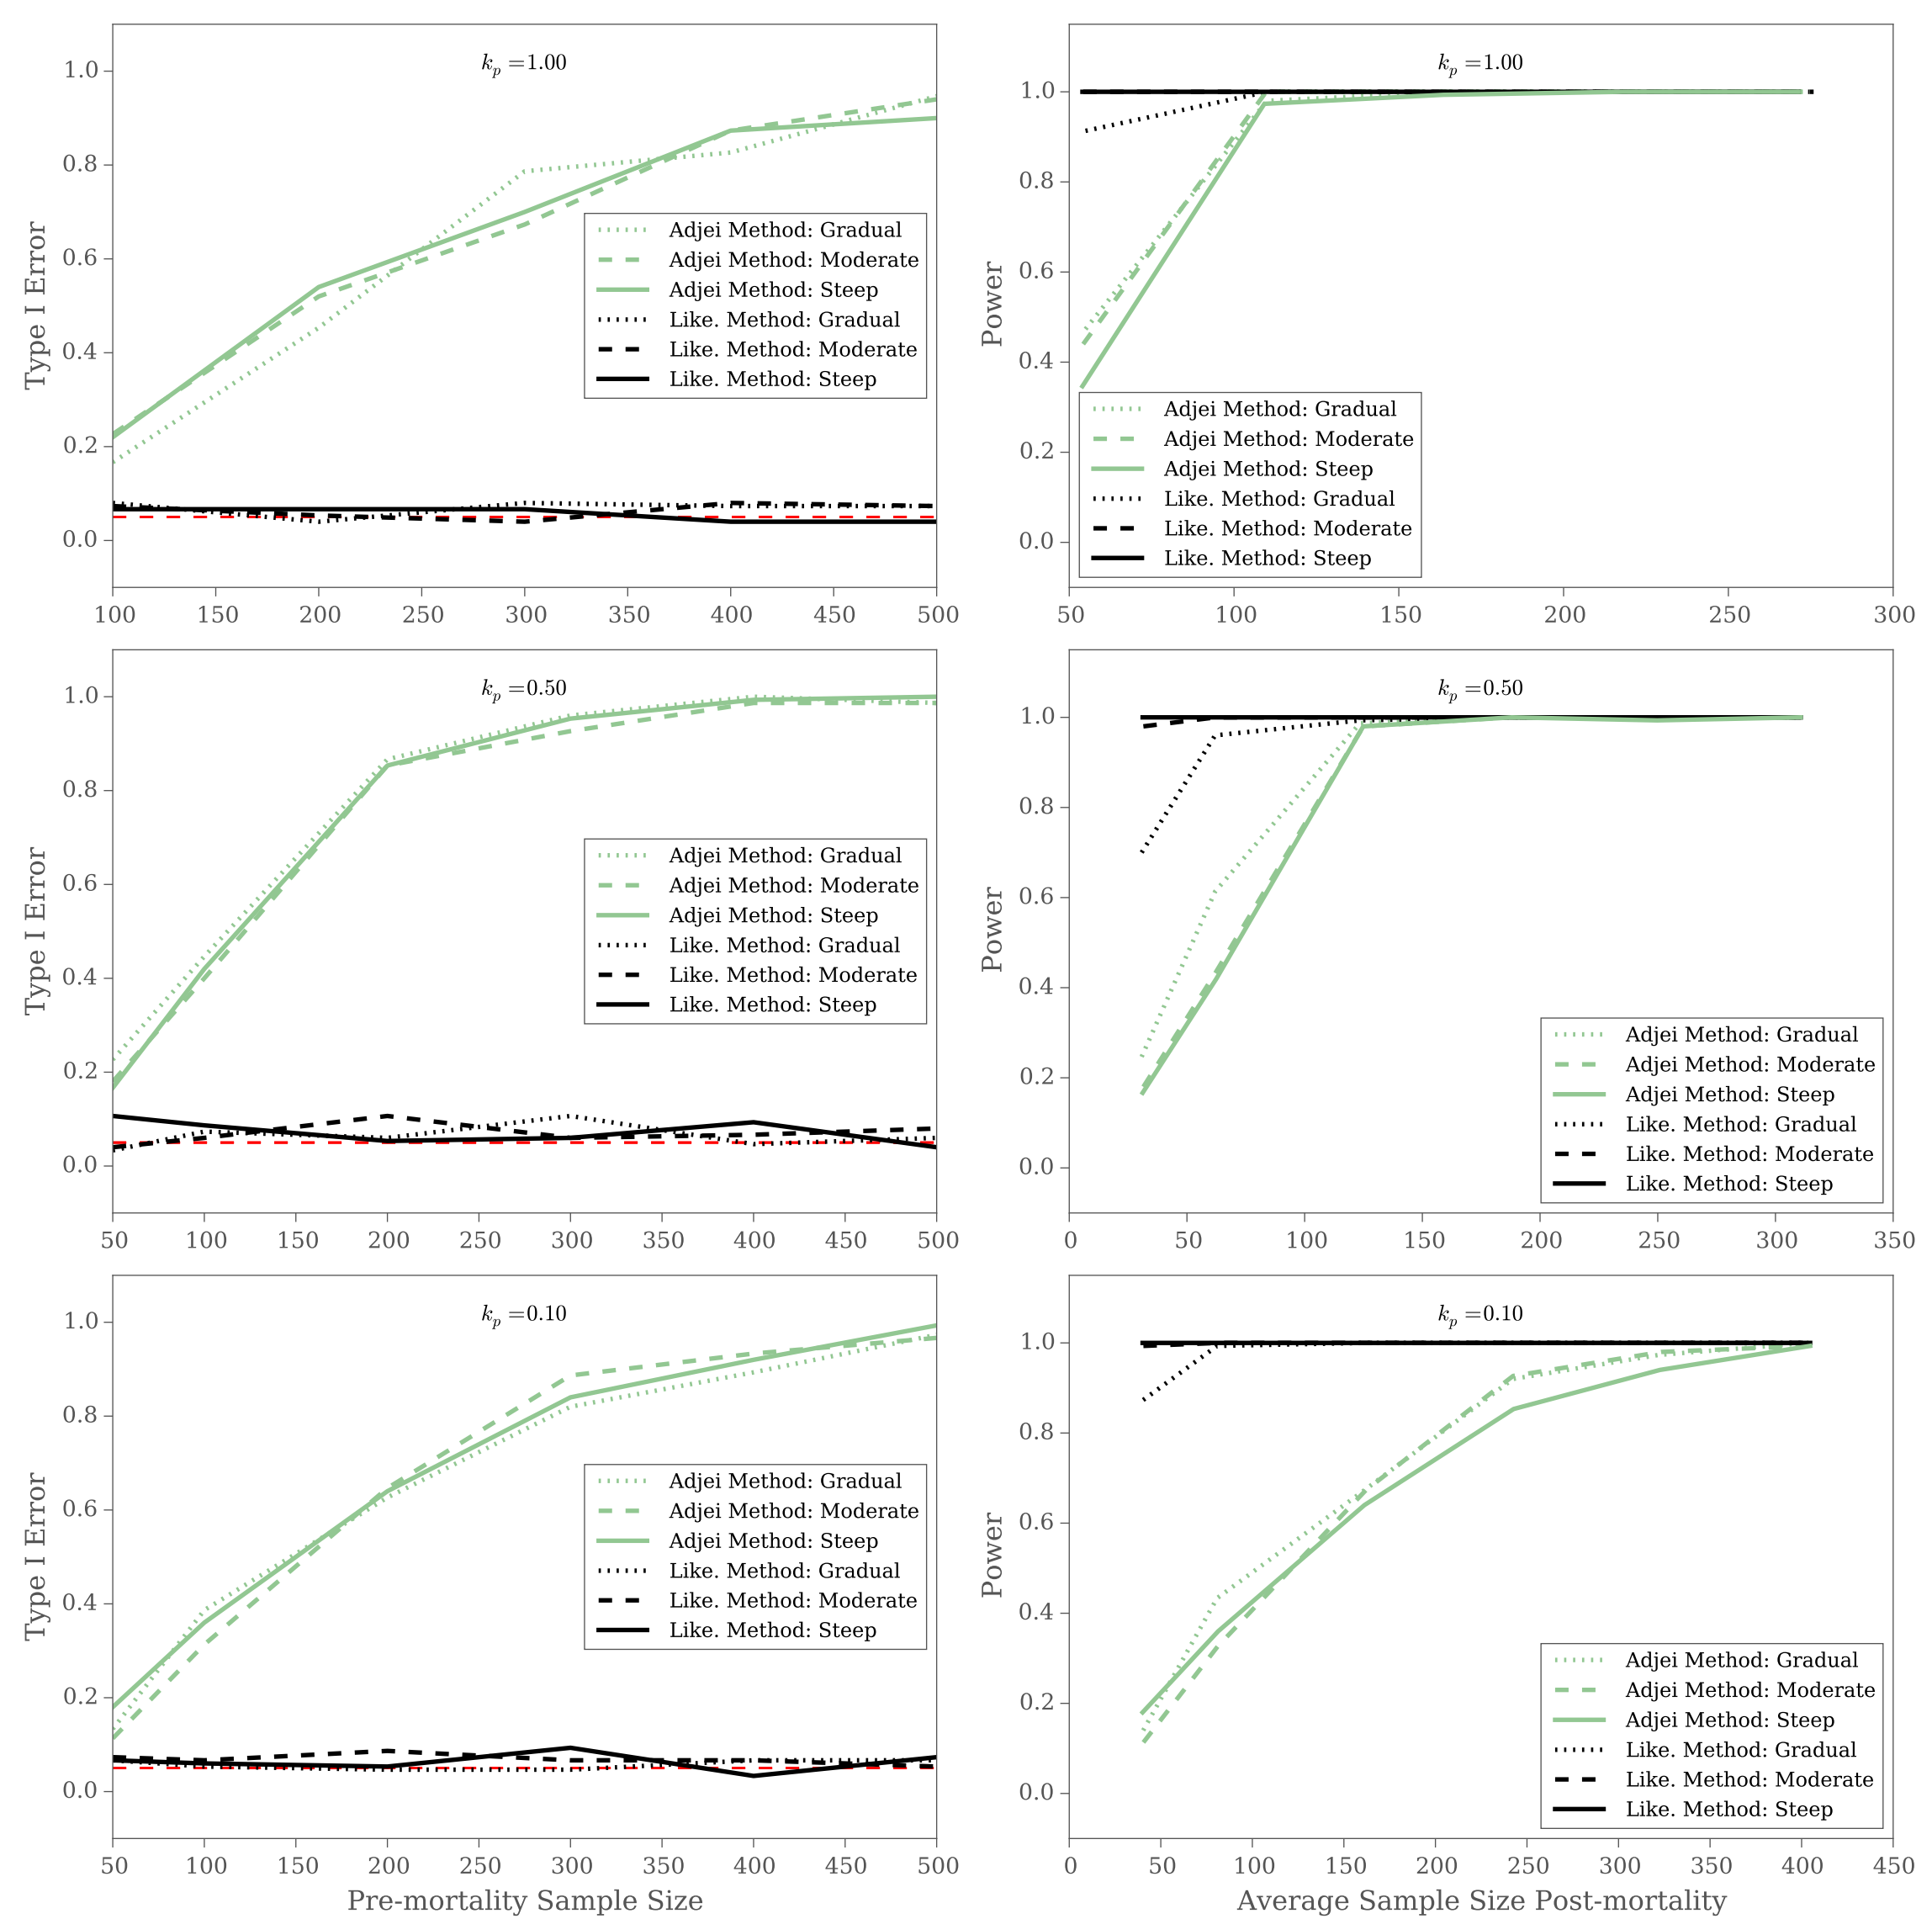 k_p =1.00
Type I Error
1.0
0.8
0.6
0.4
0.2
0.0
Adjei Method: Gradual
Adjei Method: Moderate
Adjei Method: Steep
Like. Method: Gradual
Like. Method: Moderate
Like. Method: Steep
100 150 200 250 300 350 400 450 500
k_p =1.00
Power
1.0
0.8
0.6
0.4
0.2
0.0
Adjei Method: Gradual
Adjei Method: Moderate
Adjei Method: Steep
Like. Method: Gradual
Like. Method: Moderate
Like. Method: Steep
50 100 150 200 250 300
k_p =0.50
Type I Error
1.0
0.8
0.6
0.4
0.2
0.0
Adjei Method: Gradual
Adjei Method: Moderate
Adjei Method: Steep
Like. Method: Gradual
Like. Method: Moderate
Like. Method: Steep
50 100 150 200 250 300 350 400 450 500
k_p =0.50
Power
1.0
0.8
0.6
0.4
0.2
0.0
Adjei Method: Gradual
Adjei Method: Moderate
Adjei Method: Steep
Like. Method: Gradual
Like. Method: Moderate
Like. Method: Steep
0 50 100 150 200 250 300 350
k_p =0.10
Type I Error
1.0
0.8
0.6
0.4
0.2
0.0
Adjei Method: Gradual
Adjei Method: Moderate
Adjei Method: Steep
Like. Method: Gradual
Like. Method: Moderate
Like. Method: Steep
50 100 150 200 250 300 350 400 450 500
Pre-mortality Sample Size
k_p =0.10
Power
1.0
0.8
0.6
0.4
0.2
0.0
Adjei Method: Gradual
Adjei Method: Moderate
Adjei Method: Steep
Like. Method: Gradual
Like. Method: Moderate
Like. Method: Steep
0 50 100 150 200 250 300 350 400 450
Average Sample Size Post-mortality